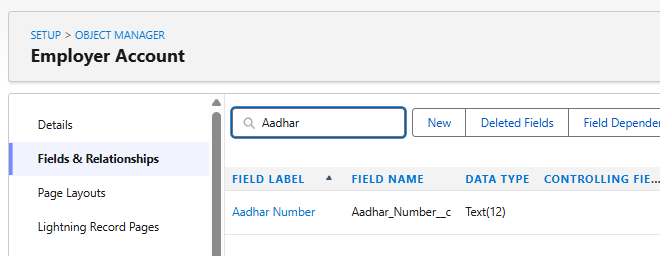 SETUP > OBJECT MANAGER
Employer Account
Details
Fields & Relationships
Page Layouts
Lightning Record Pages
Aadhar
New Deleted Fields Field Depender
FIELD LABEL FIELD NAME DATA TYPE CONTROLLING FIE...
Aadhar Number Aadhar_Number__c Text(12)